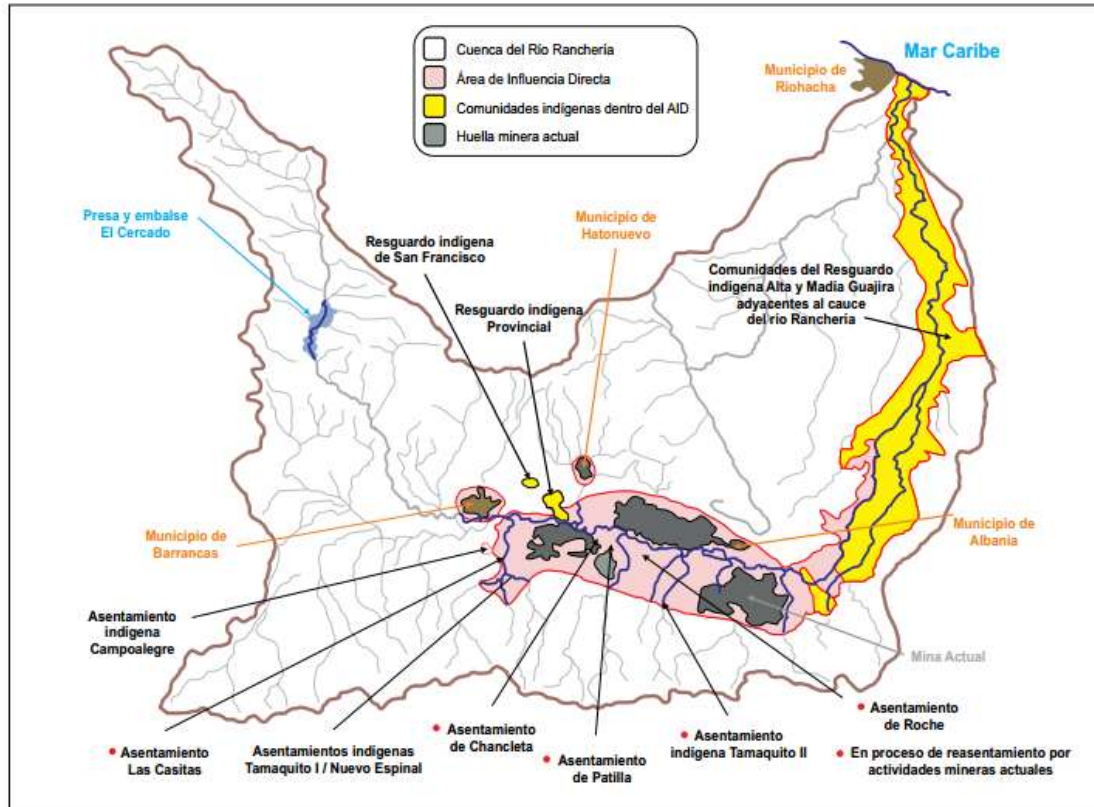 Cuenca del Río Ranchería
Área de Influencia Directa
Comunidades indígenas dentro del AID
Huella minera actual
Mar Caribe
Municipio de
Riohacha
Presa y embalse
El Cercado
Resguardo indígena
de San Francisco
Municipio de
Hatonuevo
Resguardo indígena
Provincial
Comunidades del Resguardo
indígena Alta y Madia Guajira
adyacentes al cauce
del río Ranchería
Municipio de
Barrancas
Municipio de
Albania
Asentamiento
indígena
Campoalegre
Mina Actual
Asentamiento
Las Casitas
Asentamientos indígenas
Tamaquito I / Nuevo Espinal
Asentamiento
de Chancleta
Asentamiento
de Patilla
Asentamiento
indígena Tamaquito II
Asentamiento
de Roche
En proceso de reasentamiento por
actividades mineras actuales